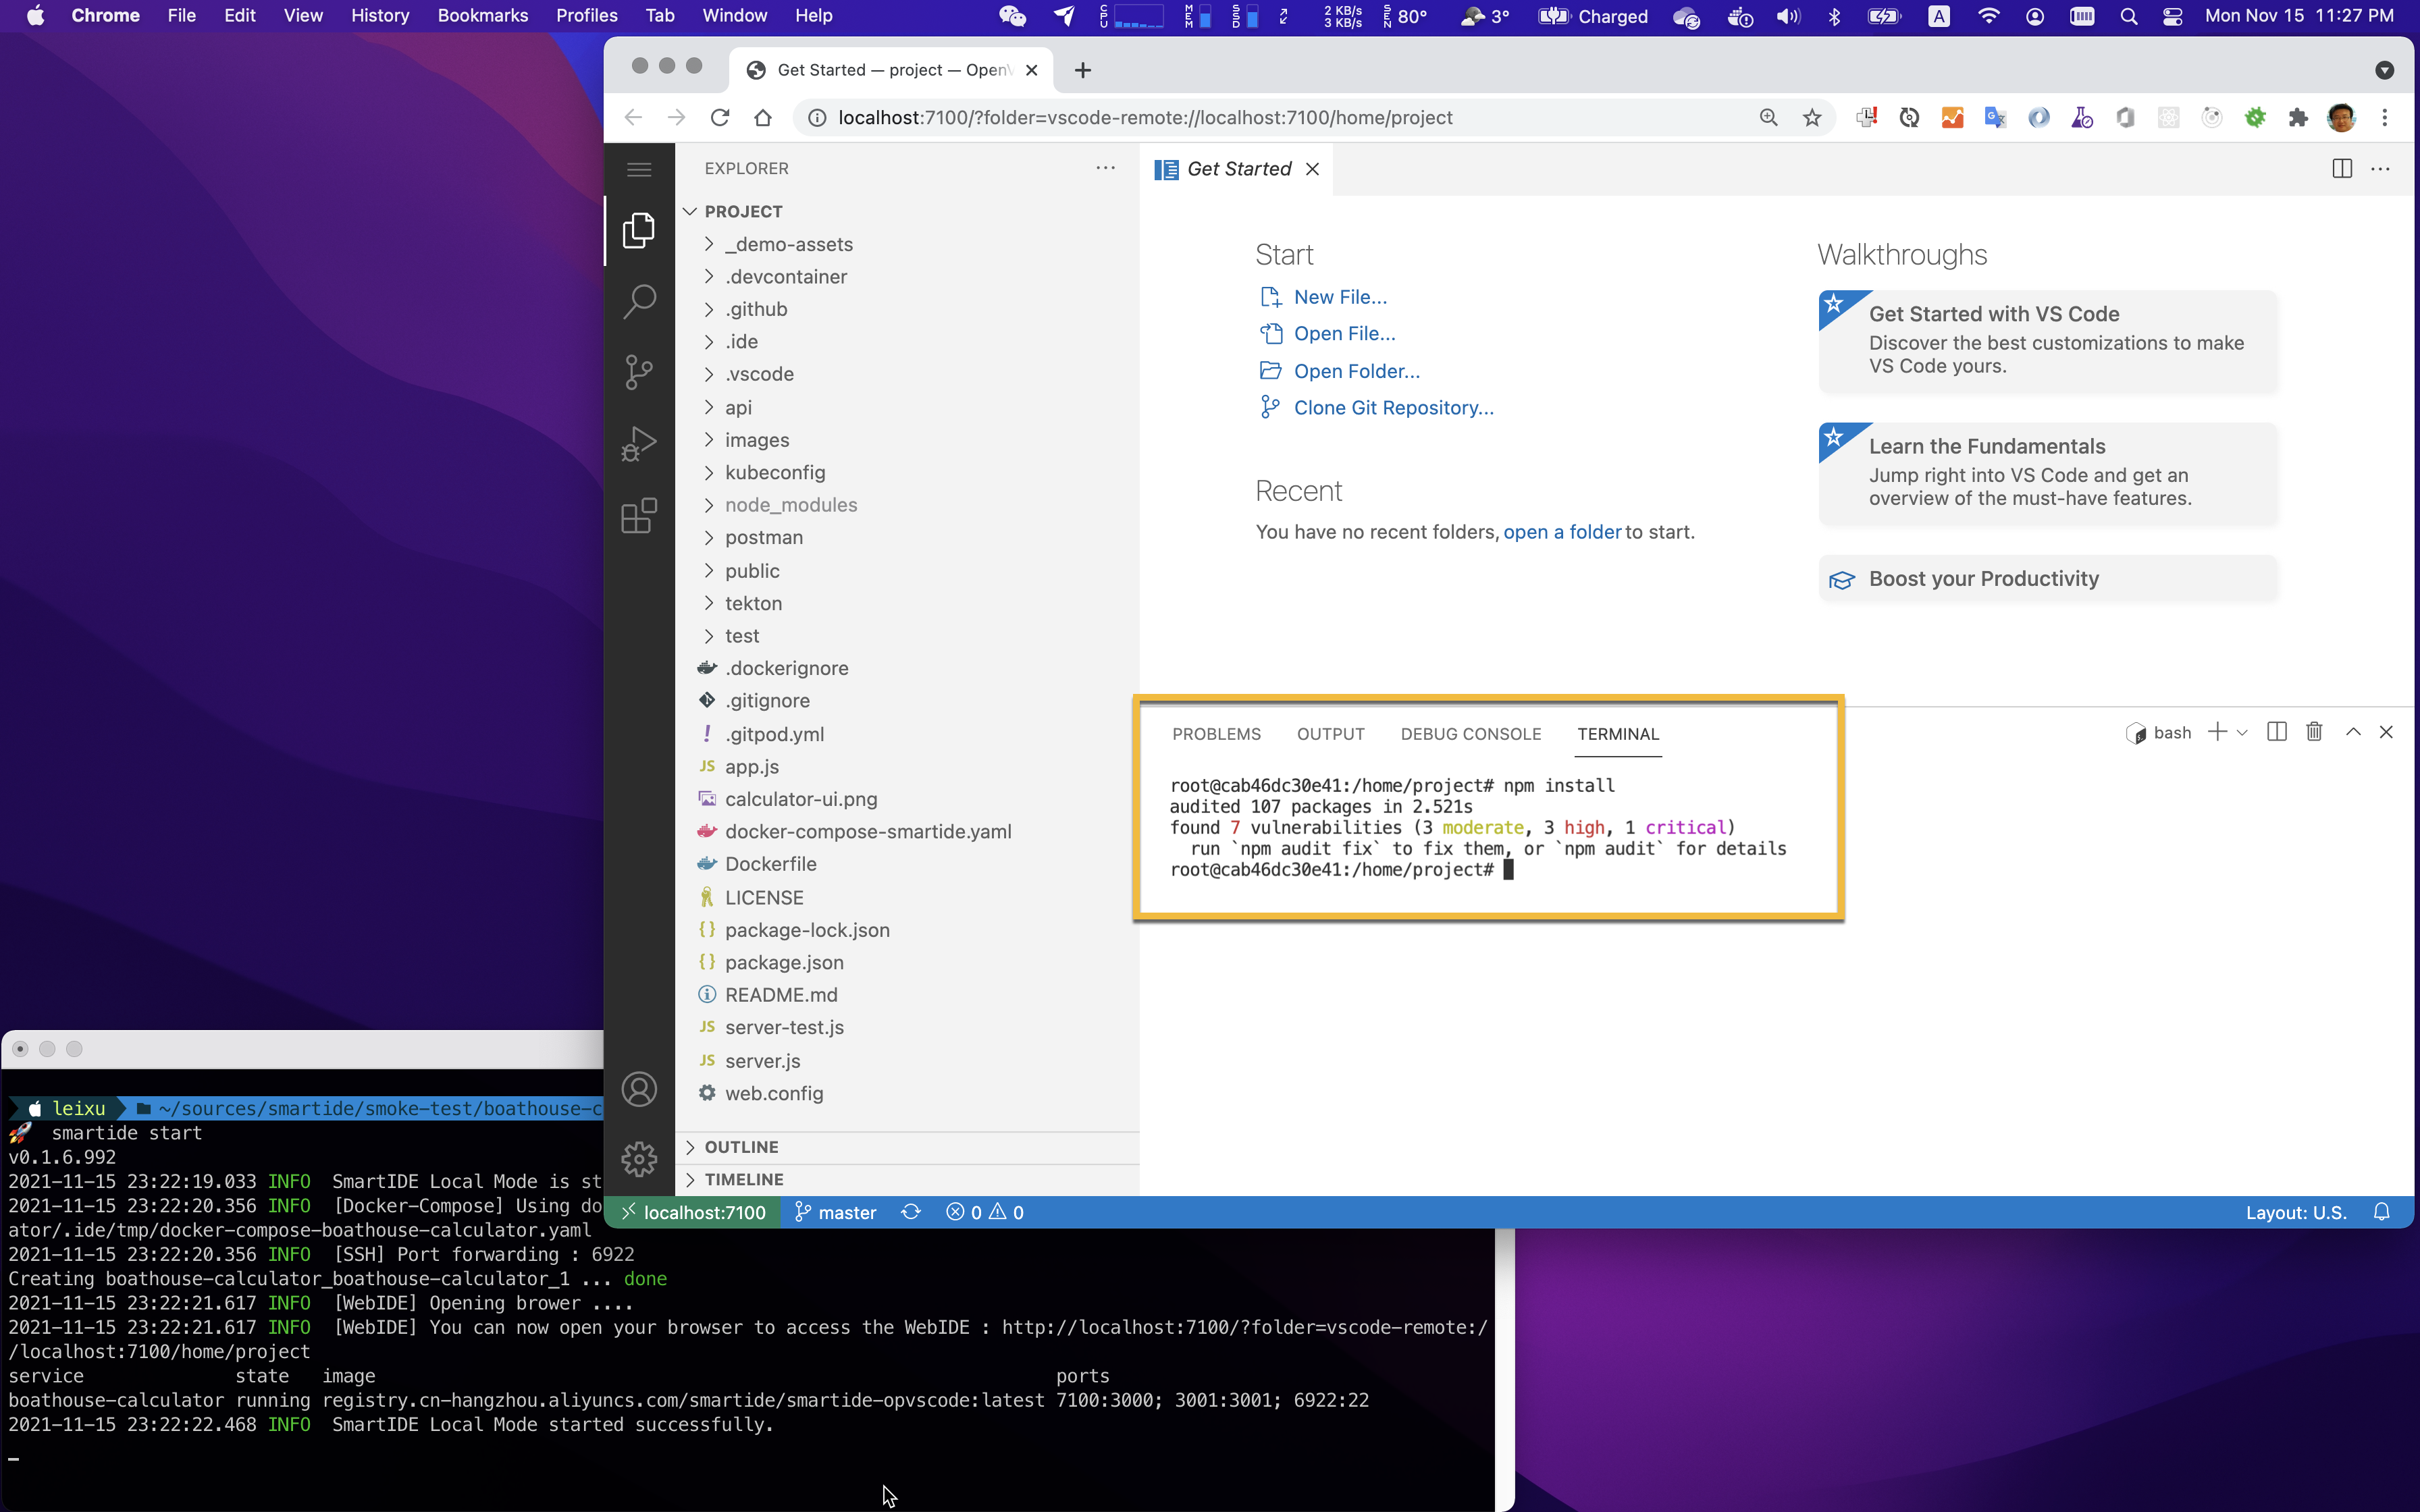 Chrome File Edit View History Bookmarks Profiles Tab Window Help
CPU MEM SSD 2 KB/s 3 KB/s SEN 80° 3° Charged A Mon Nov 15 11:27 PM
Get Started — project — OpenV
localhost:7100/?folder=vscode-remote://localhost:7100/home/project
EXPLORER
PROJECT
_demo-assets
.devcontainer
.github
.ide
.vscode
api
images
kubeconfig
node_modules
postman
public
tekton
test
.dockerignore
.gitignore
.gitpod.yml
JS app.js
calculator-ui.png
docker-compose-smartide.yaml
Dockerfile
LICENSE
{} package-lock.json
{} package.json
README.md
JS server-test.js
JS server.js
web.config
OUTLINE
TIMELINE
Get Started
Start
New File...
Open File...
Open Folder...
Clone Git Repository...
Recent
You have no recent folders, open a folder to start.
Walkthroughs
Get Started with VS Code
Discover the best customizations to make
VS Code yours.
Learn the Fundamentals
Jump right into VS Code and get an
overview of the must-have features.
Boost your Productivity
PROBLEMS OUTPUT DEBUG CONSOLE TERMINAL
bash
root@cab46dc30e41:/home/project# npm install
audited 107 packages in 2.521s
found 7 vulnerabilities (3 moderate, 3 high, 1 critical)
run `npm audit fix` to fix them, or `npm audit` for details
root@cab46dc30e41:/home/project#
localhost:7100 master 0 0 Layout: U.S.
leixu ~/sources/smartide/smoke-test/boathouse-c
smartide start
v0.1.6.992
2021-11-15 23:22:19.033 INFO SmartIDE Local Mode is st
2021-11-15 23:22:20.356 INFO [Docker-Compose] Using do
ator/.ide/tmp/docker-compose-boathouse-calculator.yaml
2021-11-15 23:22:20.356 INFO [SSH] Port forwarding : 6922
Creating boathouse-calculator_boathouse-calculator_1 ... done
2021-11-15 23:22:21.617 INFO [WebIDE] Opening brower ....
2021-11-15 23:22:21.617 INFO [WebIDE] You can now open your browser to access the WebIDE : http://localhost:7100/?folder=vscode-remote:/
/localhost:7100/home/project
service state image ports
boathouse-calculator running registry.cn-hangzhou.aliyuncs.com/smartide/smartide-opvscode:latest 7100:3000; 3001:3001; 6922:22
2021-11-15 23:22:22.468 INFO SmartIDE Local Mode started successfully.